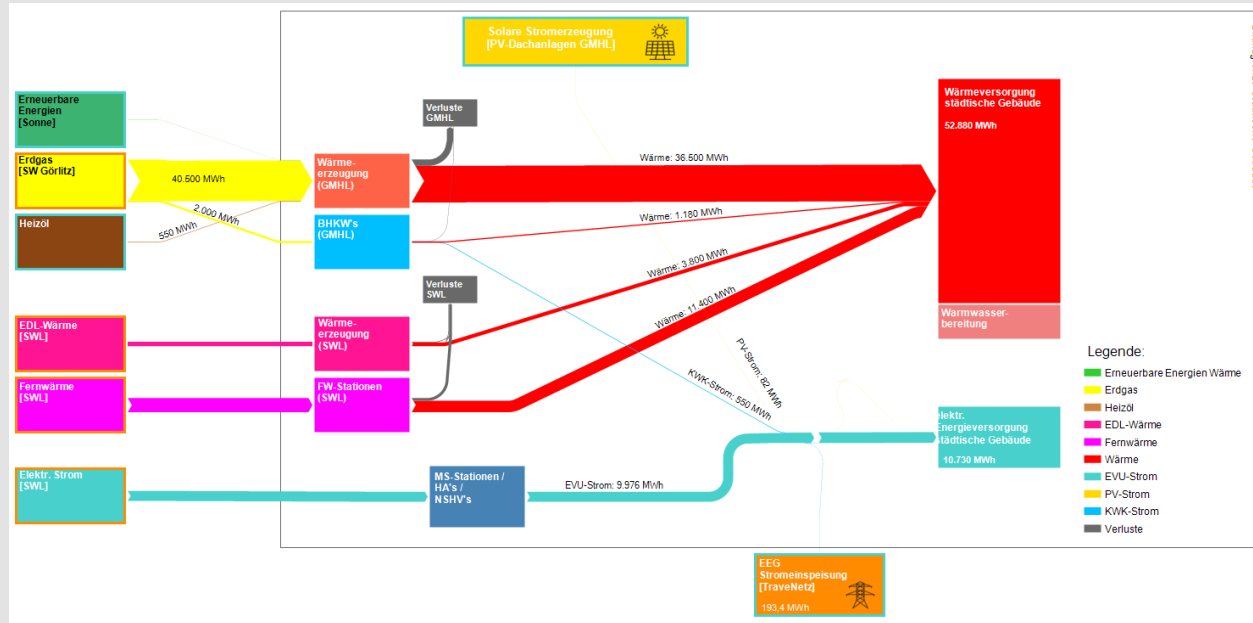 Solare Stromerzeugung
[PV-Dachanlagen GMHL]
Erneuerbare
Energien
[Sonne]
Verluste
GMHL
Wärmeversorgung
städtische Gebäude
52.880 MWh
Erdgas
[SW Görlitz]
40.500 MWh
Wärme-
erzeugung
(GMHL)
Wärme: 36.500 MWh
Heizöl
2.000 MWh
550 MWh
BHKW's
(GMHL)
Wärme: 1.180 MWh
Verluste
SWL
Wärme: 3.800 MWh
Wärme: 11.400 MWh
EDL-Wärme
[SWL]
Wärme-
erzeugung
(SWL)
Warmwasser-
bereitung
Fernwärme
[SWL]
FW-Stationen
(SWL)
PV-Strom: 82 MWh
KWK-Strom: 550 MWh
elektr.
Energieversorgung
städtische Gebäude
10.730 MWh
Elektr. Strom
[SWL]
MS-Stationen /
HA's /
NSHV's
EVU-Strom: 9.976 MWh
EEG
Stromeinspeisung
[TraveNetz]
193,4 MWh
Legende:
Erneuerbare Energien Wärme
Erdgas
Heizöl
EDL-Wärme
Fernwärme
Wärme
EVU-Strom
PV-Strom
KWK-Strom
Verluste